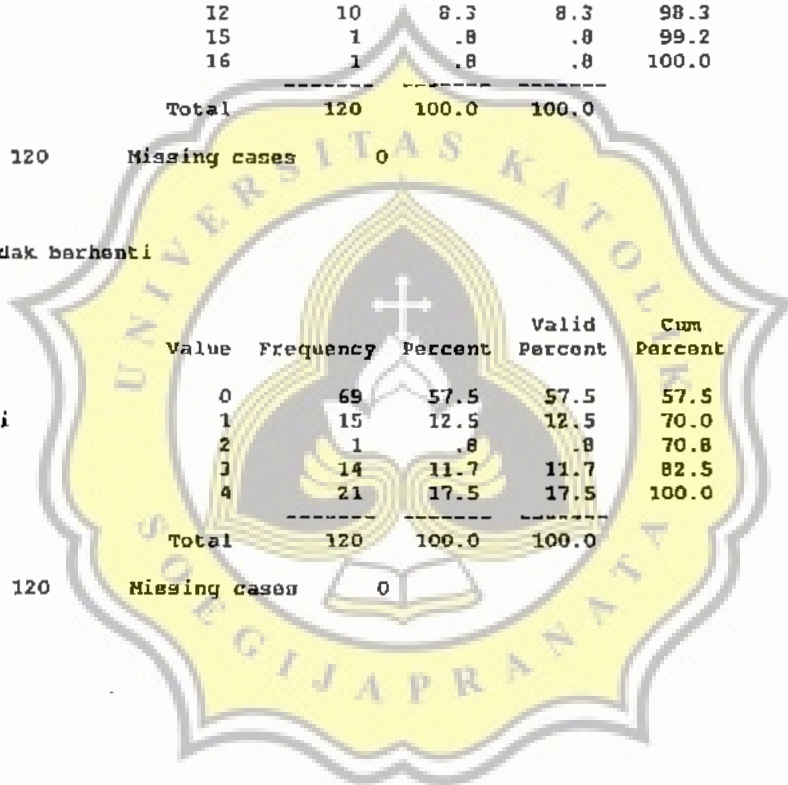 12 10 8.3 8.3 98.3
15 1 .8 .8 99.2
16 1 .8 .8 100.0
------- ------- -------
Total 120 100.0 100.0
120 Missing cases 0
dak berhenti
Valid Cum
Value Frequency Percent Percent Percent
0 69 57.5 57.5 57.5
i 1 15 12.5 12.5 70.0
2 1 .8 .8 70.8
3 14 11.7 11.7 82.5
4 21 17.5 17.5 100.0
------- ------- -------
Total 120 100.0 100.0
120 Missing cases 0
UNIVERSITAS KATOLIK
SOEGIJAPRANATA